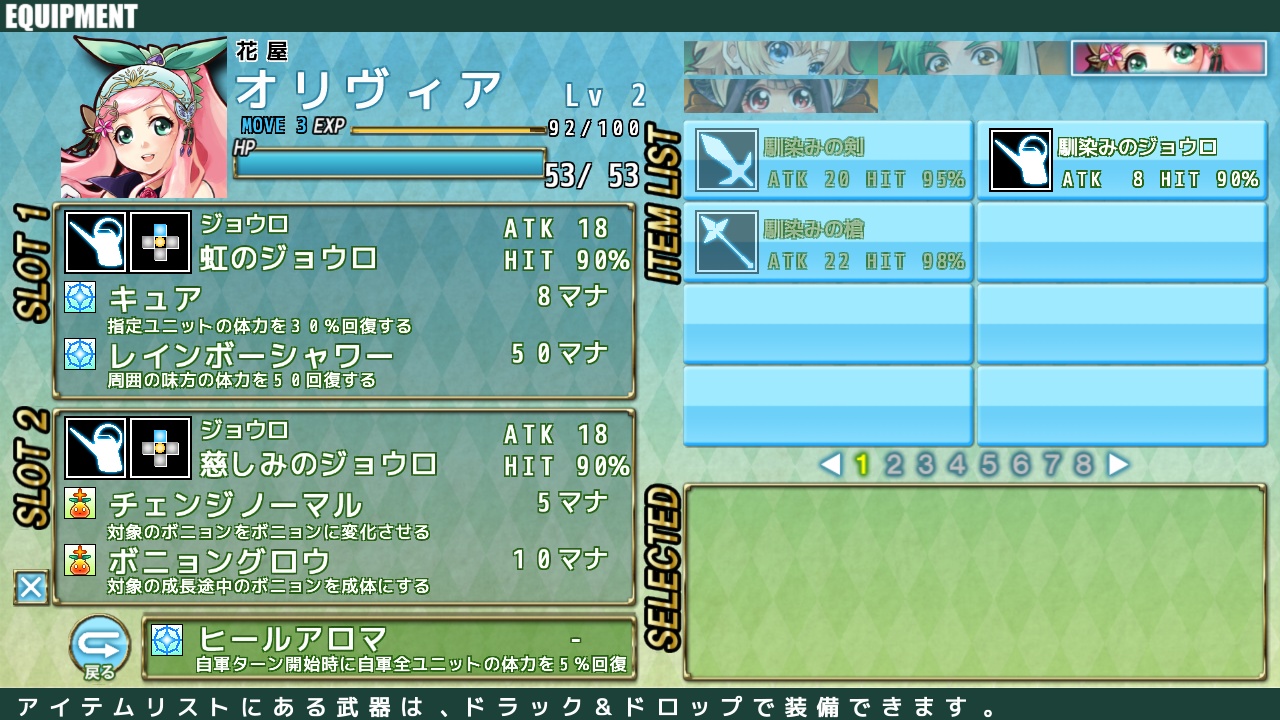 EQUIPMENT
花屋
オリヴィア Lv 2
MOVE 3 EXP 92/100
HP
53/ 53
SLOT 1
ジョウロ ATK 18
虹のジョウロ HIT 90%
キュア 8マナ
指定ユニットの体力を30%回復する
レインボーシャワー 50マナ
周囲の味方の体力を50回復する
SLOT 2
ジョウロ ATK 18
慈しみのジョウロ HIT 90%
チェンジノーマル 5マナ
対象のボニョンをボニョンに変化させる
ボニョングロウ 10マナ
対象の成長途中のボニョンを成体にする
戻る
ヒールアロマ -
自軍ターン開始時に自軍全ユニットの体力を5%回復
ITEM LIST
馴染みの剣
ATK 20 HIT 95%
馴染みのジョウロ
ATK 8 HIT 90%
馴染みの槍
ATK 22 HIT 98%
1 2 3 4 5 6 7 8
SELECTED
アイテムリストにある武器は、ドラック&ドロップで装備できます。